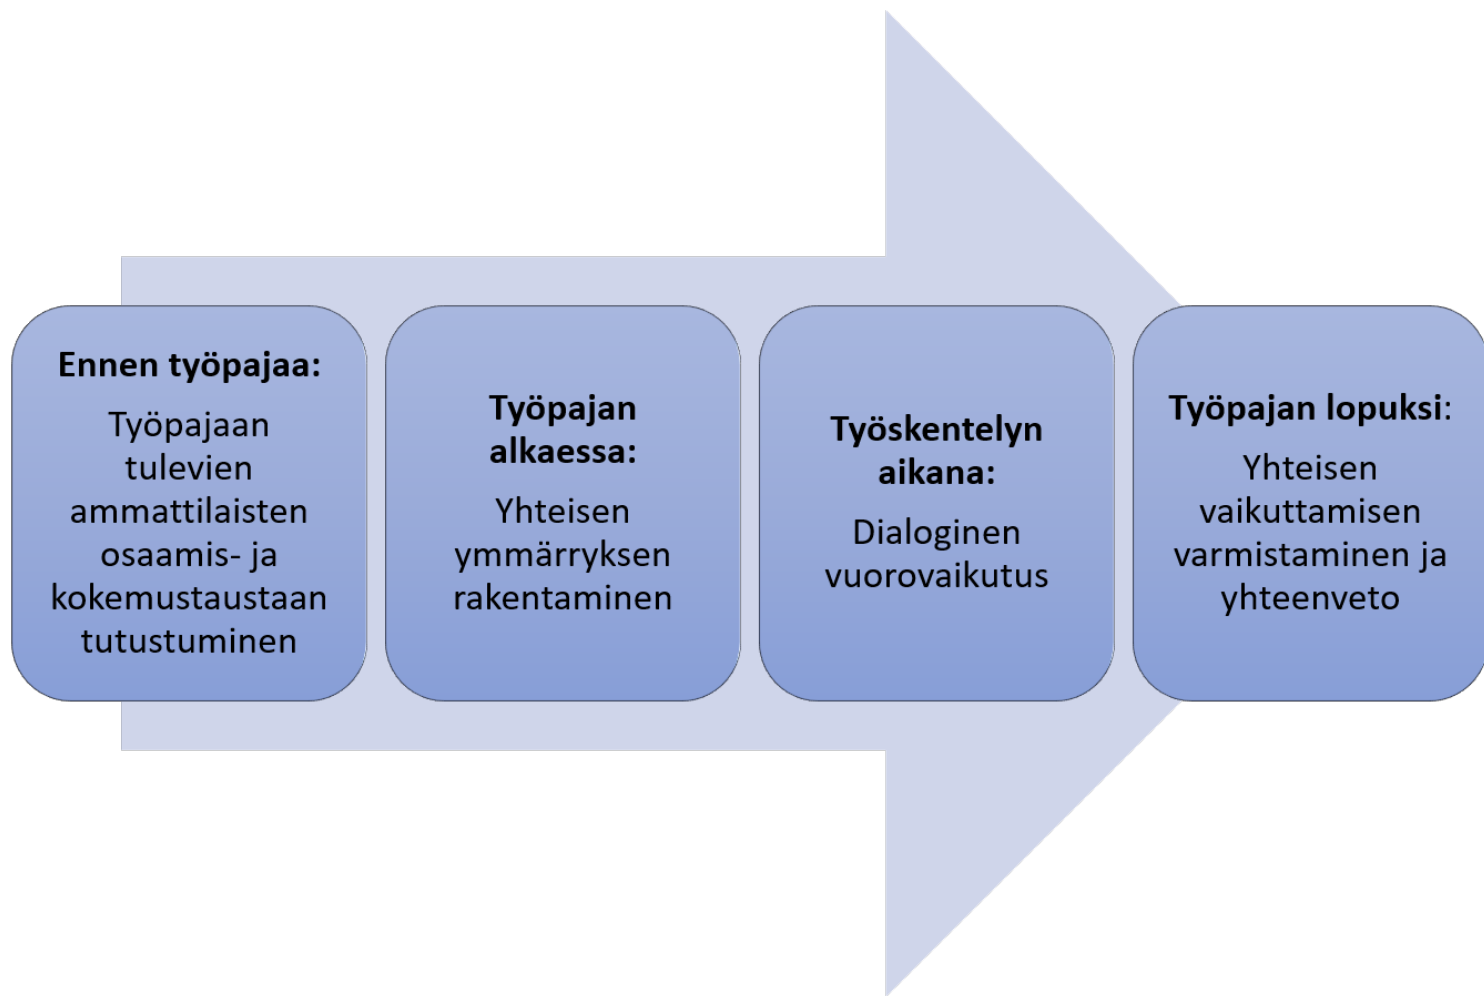 Ennen työpajaa:
Työpajaan
tulevien
ammattilaisten
osaamis- ja
kokemustaustaan
tutustuminen
Työpajan
alkaessa:
Yhteisen
ymmärryksen
rakentaminen
Työskentelyn
aikana:
Dialoginen
vuorovaikutus
Työpajan lopuksi:
Yhteisen
vaikuttamisen
varmistaminen ja
yhteenveto